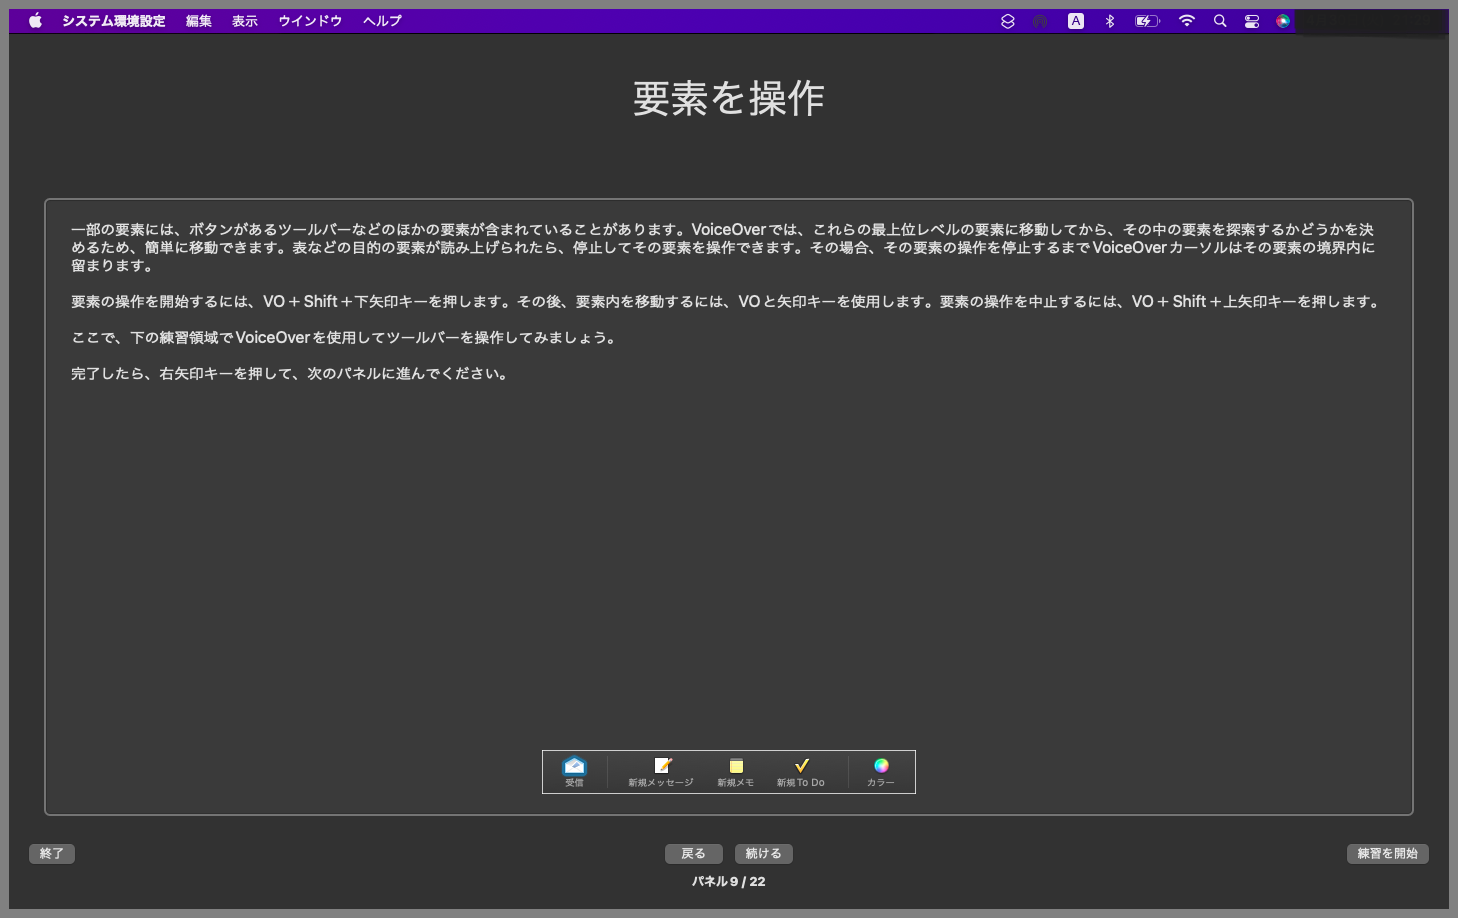 システム環境設定 編集 表示 ウインドウ ヘルプ A
要素を操作
一部の要素には、ボタンがあるツールバーなどのほかの要素が含まれていることがあります。VoiceOverでは、これらの最上位レベルの要素に移動してから、その中の要素を探索するかどうかを決
めるため、簡単に移動できます。表などの目的の要素が読み上げられたら、停止してその要素を操作できます。その場合、その要素の操作を停止するまでVoiceOverカーソルはその要素の境界内に
留まります。
要素の操作を開始するには、VO + Shift +下矢印キーを押します。その後、要素内を移動するには、VOと矢印キーを使用します。要素の操作を中止するには、VO + Shift +上矢印キーを押します。
ここで、下の練習領域でVoiceOverを使用してツールバーを操作してみましょう。
完了したら、右矢印キーを押して、次のパネルに進んでください。
受信 新規メッセージ 新規メモ 新規To Do カラー
終了 戻る 続ける 練習を開始
パネル9 / 22